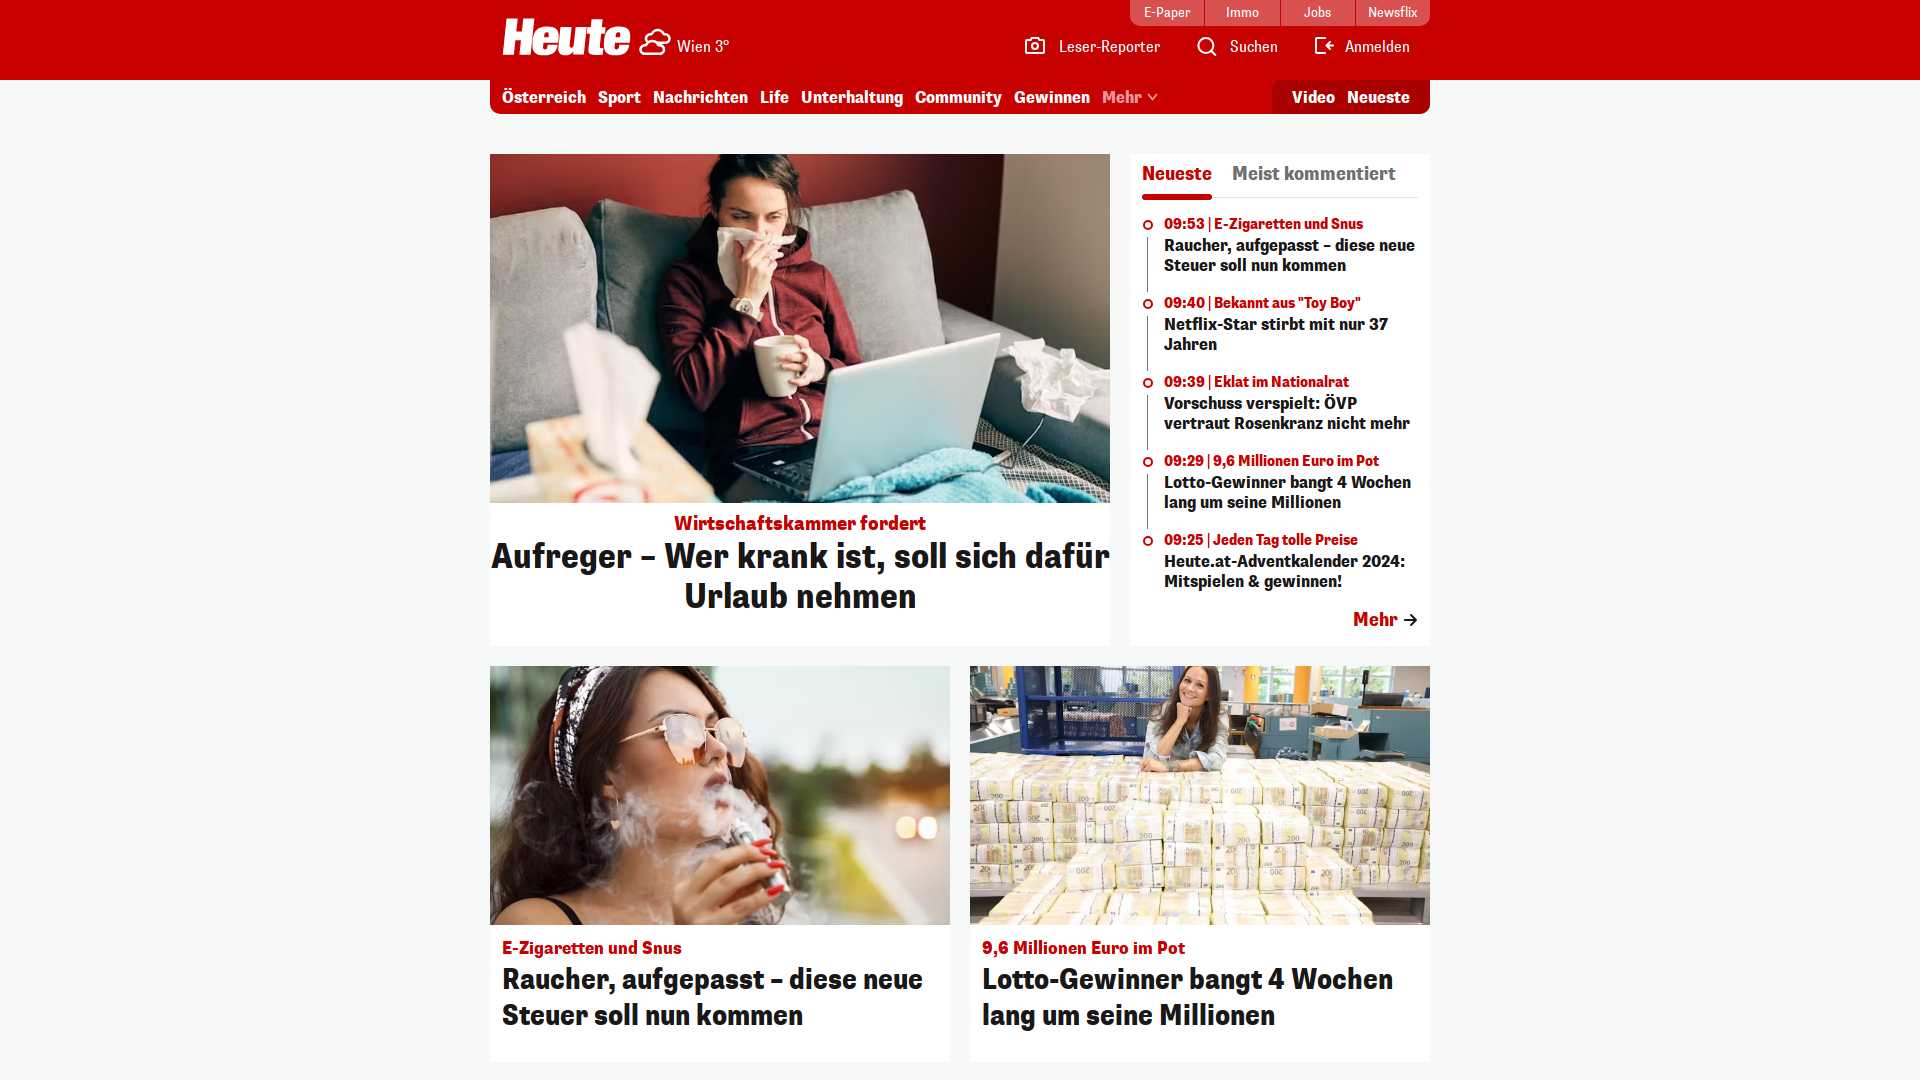 E-Paper
Immo
Jobs
Newsflix
Heute
Wien 3°
Leser-Reporter
Suchen
Anmelden
Österreich
Sport
Nachrichten
Life
Unterhaltung
Community
Gewinnen
Mehr
Video
Neueste
Wirtschaftskammer fordert
Aufreger – Wer krank ist, soll sich dafür
Urlaub nehmen
Neueste
Meist kommentiert
09:53 | E-Zigaretten und Snus
Raucher, aufgepasst – diese neue
Steuer soll nun kommen
09:40 | Bekannt aus "Toy Boy"
Netflix-Star stirbt mit nur 37
Jahren
09:39 | Eklat im Nationalrat
Vorschuss verspielt: ÖVP
vertraut Rosenkranz nicht mehr
09:29 | 9,6 Millionen Euro im Pot
Lotto-Gewinner bangt 4 Wochen
lang um seine Millionen
09:25 | Jeden Tag tolle Preise
Heute.at-Adventkalender 2024:
Mitspielen & gewinnen!
Mehr
E-Zigaretten und Snus
Raucher, aufgepasst – diese neue
Steuer soll nun kommen
9,6 Millionen Euro im Pot
Lotto-Gewinner bangt 4 Wochen
lang um seine Millionen